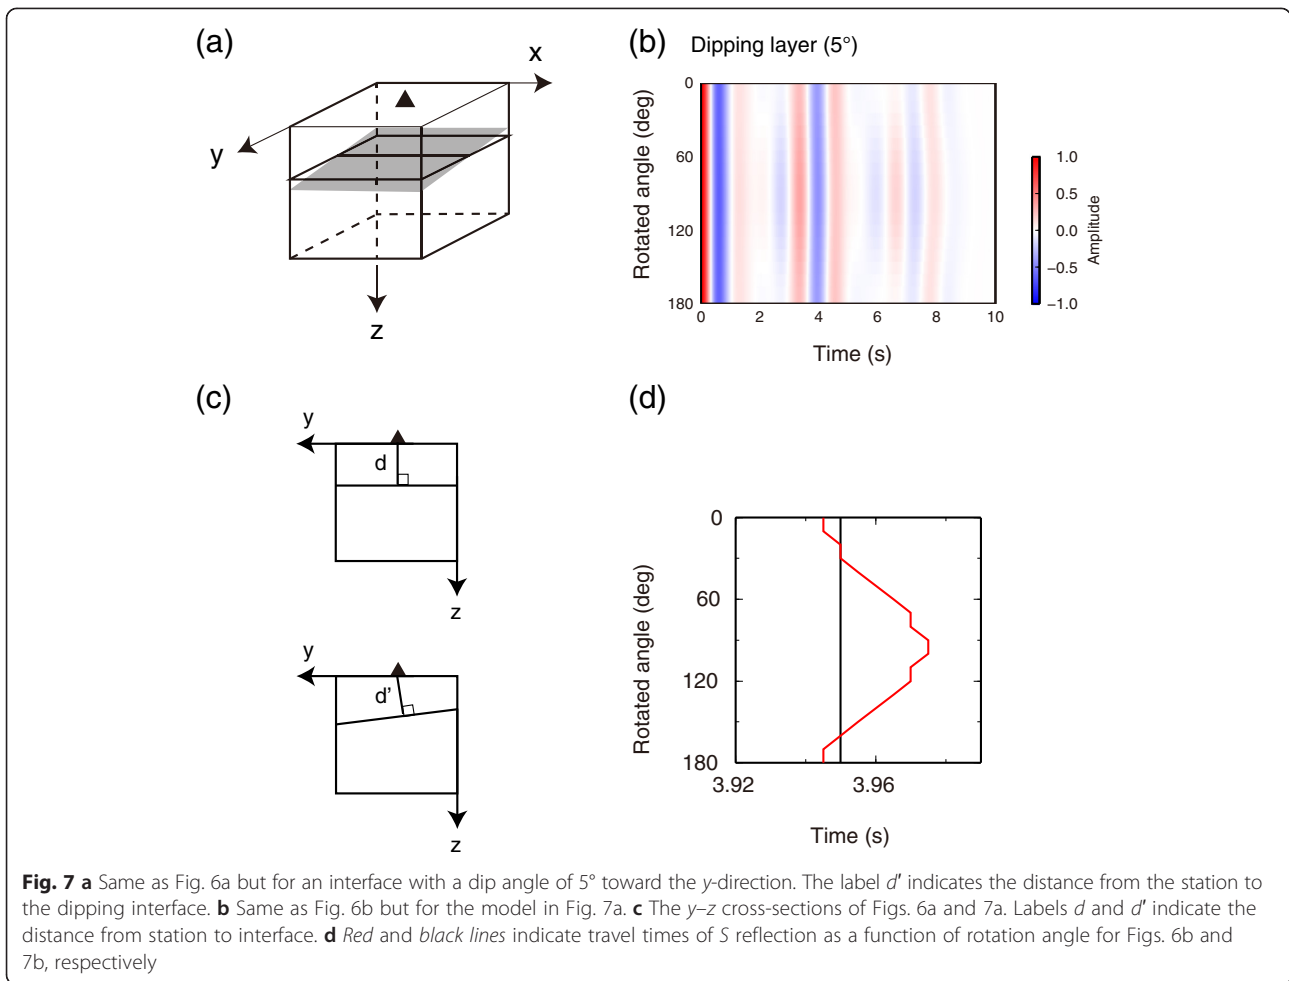 (a)
x
y
z
(b)
Dipping layer (5°)
Rotated angle (deg)
0
60
120
180
0
2
4
6
8
10
Time (s)
1.0
0.5
0.0
−0.5
−1.0
Amplitude
(c)
y
d
z
y
d'
z
(d)
Rotated angle (deg)
0
60
120
180
3.92
3.96
Time (s)
Fig. 7 a Same as Fig. 6a but for an interface with a dip angle of 5° toward the y-direction. The label d' indicates the distance from the station to
the dipping interface. b Same as Fig. 6b but for the model in Fig. 7a. c The y–z cross-sections of Figs. 6a and 7a. Labels d and d' indicate the
distance from station to interface. d Red and black lines indicate travel times of S reflection as a function of rotation angle for Figs. 6b and
7b, respectively